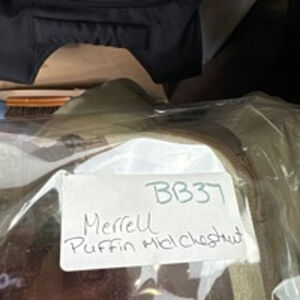 BB37
Merrell
Puffin Mid Chestnut